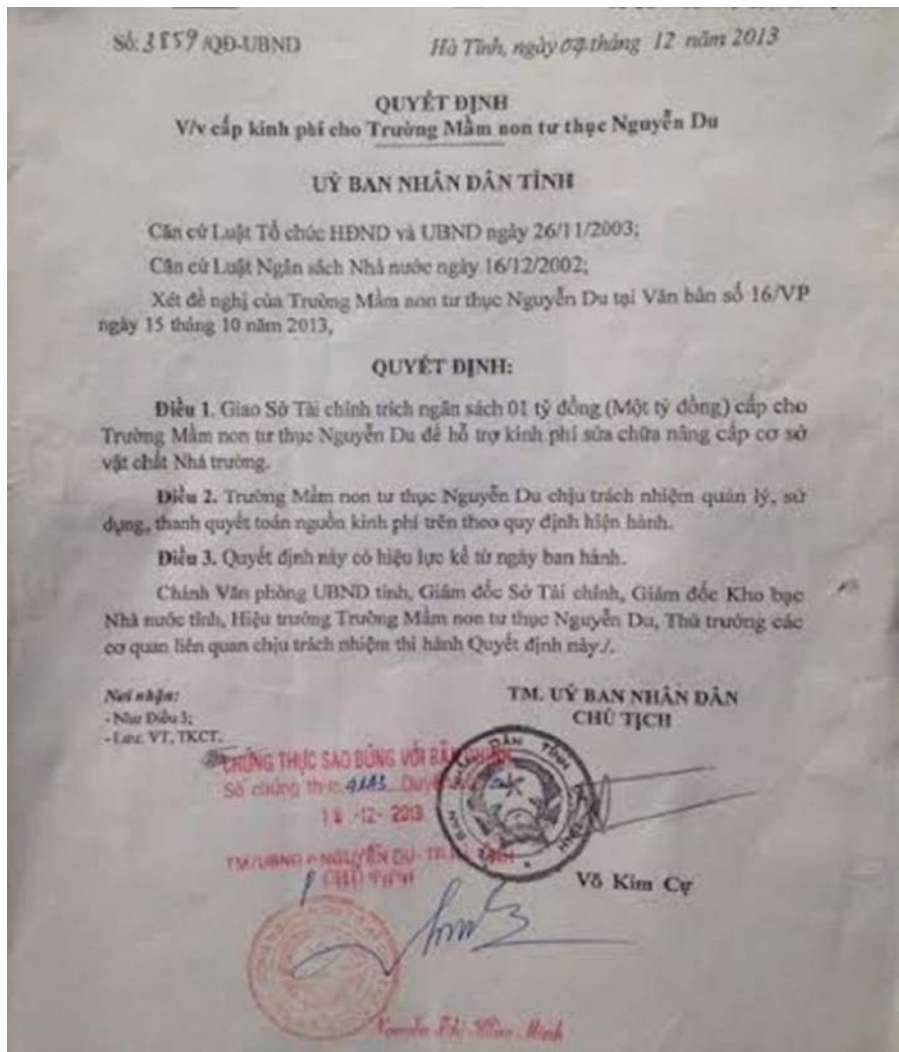 Số: 3859 /QĐ-UBND
Hà Tĩnh, ngày 09 tháng 12 năm 2013
QUYẾT ĐỊNH
V/v cấp kinh phí cho Trường Mầm non tư thục Nguyễn Du
UỶ BAN NHÂN DÂN TỈNH
Căn cứ Luật Tổ chức HĐND và UBND ngày 26/11/2003;
Căn cứ Luật Ngân sách Nhà nước ngày 16/12/2002;
Xét đề nghị của Trường Mầm non tư thục Nguyễn Du tại Văn bản số 16/VP
ngày 15 tháng 10 năm 2013,
QUYẾT ĐỊNH:
Điều 1. Giao Sở Tài chính trích ngân sách 01 tỷ đồng (Một tỷ đồng) cấp cho
Trường Mầm non tư thục Nguyễn Du để hỗ trợ kinh phí sửa chữa nâng cấp cơ sở
vật chất Nhà trường.
Điều 2. Trường Mầm non tư thục Nguyễn Du chịu trách nhiệm quản lý, sử
dụng, thanh quyết toán nguồn kinh phí trên theo quy định hiện hành.
Điều 3. Quyết định này có hiệu lực kể từ ngày ban hành.
Chánh Văn phòng UBND tỉnh, Giám đốc Sở Tài chính, Giám đốc Kho bạc
Nhà nước tỉnh, Hiệu trưởng Trường Mầm non tư thục Nguyễn Du, Thủ trưởng các
cơ quan liên quan chịu trách nhiệm thi hành Quyết định này./.
Nơi nhận:
- Như Điều 3;
- Lưu: VT, TKCT.
TM. UỶ BAN NHÂN DÂN
CHỦ TỊCH
CHỨNG THỰC SAO ĐÚNG VỚI BẢN CHÍNH
Số chứng thực
18 -12- 2013
TM/UBND P NGUYỄN DU
CHỦ TỊCH
Võ Kim Cự